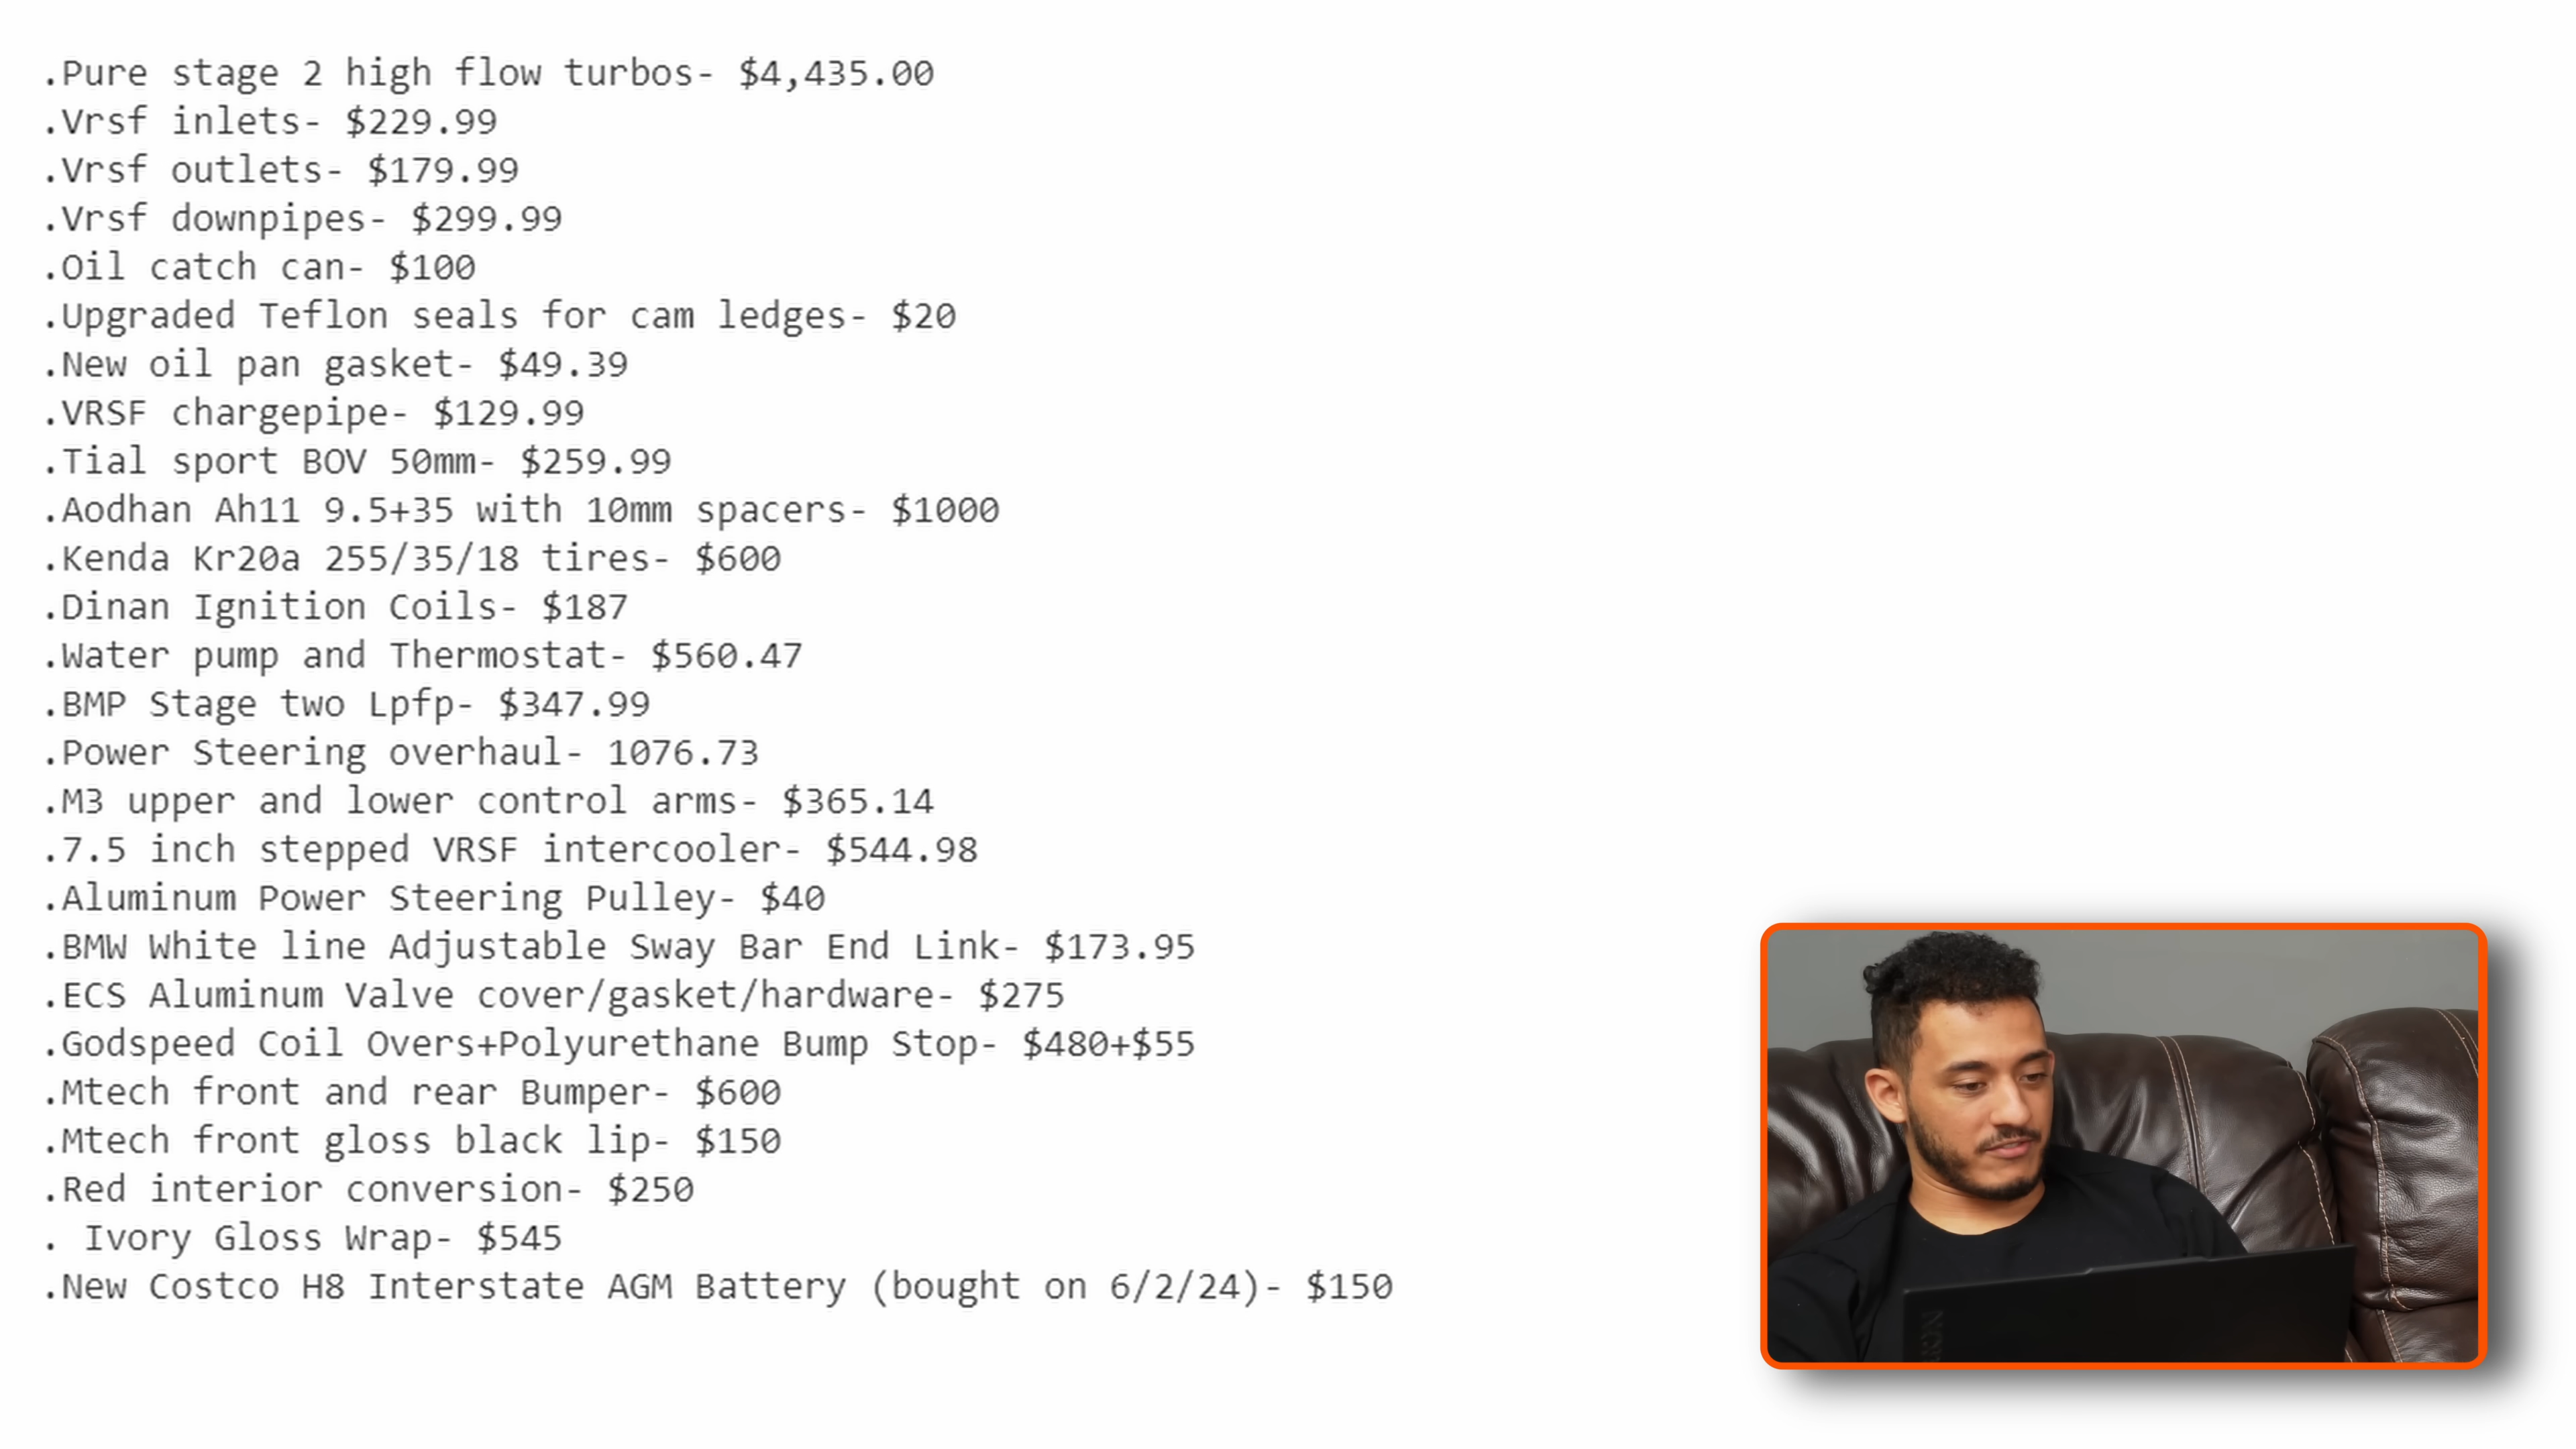 .Pure stage 2 high flow turbos- $4,435.00
.Vrsf inlets- $229.99
.Vrsf outlets- $179.99
.Vrsf downpipes- $299.99
.Oil catch can- $100
.Upgraded Teflon seals for cam ledges- $20
.New oil pan gasket- $49.39
.VRSF chargepipe- $129.99
.Tial sport BOV 50mm- $259.99
.Aodhan Ah11 9.5+35 with 10mm spacers- $1000
.Kenda Kr20a 255/35/18 tires- $600
.Dinan Ignition Coils- $187
.Water pump and Thermostat- $560.47
.BMP Stage two Lpfp- $347.99
.Power Steering overhaul- 1076.73
.M3 upper and lower control arms- $365.14
.7.5 inch stepped VRSF intercooler- $544.98
.Aluminum Power Steering Pulley- $40
.BMW White line Adjustable Sway Bar End Link- $173.95
.ECS Aluminum Valve cover/gasket/hardware- $275
.Godspeed Coil Overs+Polyurethane Bump Stop- $480+$55
.Mtech front and rear Bumper- $600
.Mtech front gloss black lip- $150
.Red interior conversion- $250
. Ivory Gloss Wrap- $545
.New Costco H8 Interstate AGM Battery (bought on 6/2/24)- $150